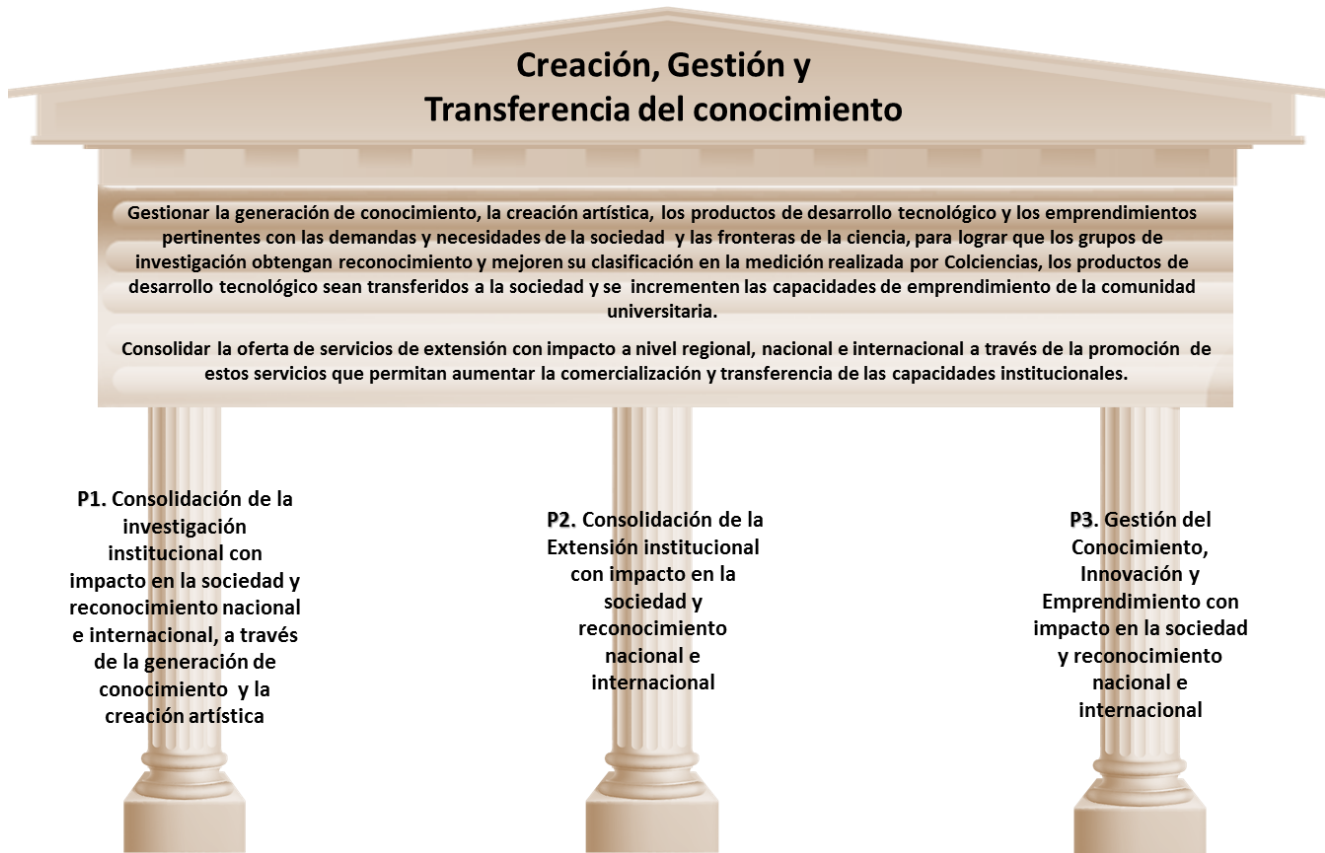 Creación, Gestión y
Transferencia del conocimiento
Gestionar la generación de conocimiento, la creación artística, los productos de desarrollo tecnológico y los emprendimientos
pertinentes con las demandas y necesidades de la sociedad y las fronteras de la ciencia, para lograr que los grupos de
investigación obtengan reconocimiento y mejoren su clasificación en la medición realizada por Colciencias, los productos de
desarrollo tecnológico sean transferidos a la sociedad y se incrementen las capacidades de emprendimiento de la comunidad
universitaria.
Consolidar la oferta de servicios de extensión con impacto a nivel regional, nacional e internacional a través de la promoción de
estos servicios que permitan aumentar la comercialización y transferencia de las capacidades institucionales.
P1. Consolidación de la
investigación
institucional con
impacto en la sociedad y
reconocimiento nacional
e internacional, a través
de la generación de
conocimiento y la
creación artística
P2. Consolidación de la
Extensión institucional
con impacto en la
sociedad y
reconocimiento
nacional e
internacional
P3. Gestión del
Conocimiento,
Innovación y
Emprendimiento con
impacto en la sociedad
y reconocimiento
nacional e
internacional